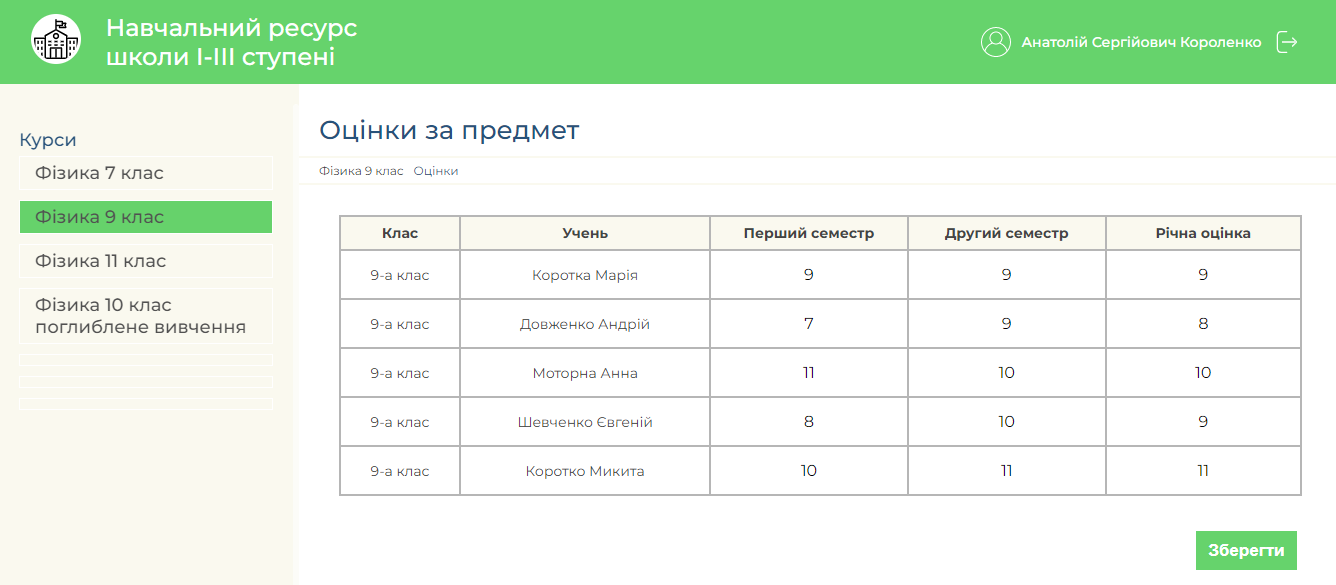 Навчальний ресурс
школи І-ІІІ ступені
Анатолій Сергійович Короленко
Курси
Фізика 7 клас
Фізика 9 клас
Фізика 11 клас
Фізика 10 клас
поглиблене вивчення
Оцінки за предмет
Фізика 9 клас Оцінки
Клас Учень Перший семестр Другий семестр Річна оцінка
9-а клас Коротка Марія 9 9 9
9-а клас Довженко Андрій 7 9 8
9-а клас Моторна Анна 11 10 10
9-а клас Шевченко Євгеній 8 10 9
9-а клас Коротко Микита 10 11 11
Зберегти